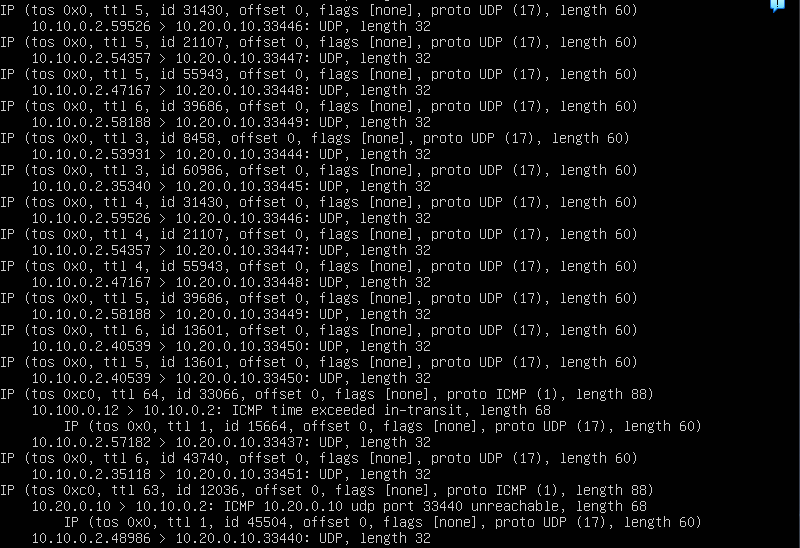 IP (tos 0x0, ttl 5, id 31430, offset 0, flags [none], proto UDP (17), length 60)
    10.10.0.2.59526 > 10.20.0.10.33446: UDP, length 32
IP (tos 0x0, ttl 5, id 21107, offset 0, flags [none], proto UDP (17), length 60)
    10.10.0.2.54357 > 10.20.0.10.33447: UDP, length 32
IP (tos 0x0, ttl 5, id 55943, offset 0, flags [none], proto UDP (17), length 60)
    10.10.0.2.47167 > 10.20.0.10.33448: UDP, length 32
IP (tos 0x0, ttl 6, id 39686, offset 0, flags [none], proto UDP (17), length 60)
    10.10.0.2.58188 > 10.20.0.10.33449: UDP, length 32
IP (tos 0x0, ttl 3, id 8458, offset 0, flags [none], proto UDP (17), length 60)
    10.10.0.2.53931 > 10.20.0.10.33444: UDP, length 32
IP (tos 0x0, ttl 3, id 60986, offset 0, flags [none], proto UDP (17), length 60)
    10.10.0.2.35340 > 10.20.0.10.33445: UDP, length 32
IP (tos 0x0, ttl 4, id 31430, offset 0, flags [none], proto UDP (17), length 60)
    10.10.0.2.59526 > 10.20.0.10.33446: UDP, length 32
IP (tos 0x0, ttl 4, id 21107, offset 0, flags [none], proto UDP (17), length 60)
    10.10.0.2.54357 > 10.20.0.10.33447: UDP, length 32
IP (tos 0x0, ttl 4, id 55943, offset 0, flags [none], proto UDP (17), length 60)
    10.10.0.2.47167 > 10.20.0.10.33448: UDP, length 32
IP (tos 0x0, ttl 5, id 39686, offset 0, flags [none], proto UDP (17), length 60)
    10.10.0.2.58188 > 10.20.0.10.33449: UDP, length 32
IP (tos 0x0, ttl 6, id 13601, offset 0, flags [none], proto UDP (17), length 60)
    10.10.0.2.40539 > 10.20.0.10.33450: UDP, length 32
IP (tos 0x0, ttl 5, id 13601, offset 0, flags [none], proto UDP (17), length 60)
    10.10.0.2.40539 > 10.20.0.10.33450: UDP, length 32
IP (tos 0xc0, ttl 64, id 33066, offset 0, flags [none], proto ICMP (1), length 88)
    10.100.0.12 > 10.10.0.2: ICMP time exceeded in-transit, length 68
        IP (tos 0x0, ttl 1, id 15664, offset 0, flags [none], proto UDP (17), length 60)
    10.10.0.2.57182 > 10.20.0.10.33437: UDP, length 32
IP (tos 0x0, ttl 6, id 43740, offset 0, flags [none], proto UDP (17), length 60)
    10.10.0.2.35118 > 10.20.0.10.33451: UDP, length 32
IP (tos 0xc0, ttl 63, id 12036, offset 0, flags [none], proto ICMP (1), length 88)
    10.20.0.10 > 10.10.0.2: ICMP 10.20.0.10 udp port 33440 unreachable, length 68
        IP (tos 0x0, ttl 1, id 45504, offset 0, flags [none], proto UDP (17), length 60)
    10.10.0.2.48986 > 10.20.0.10.33440: UDP, length 32